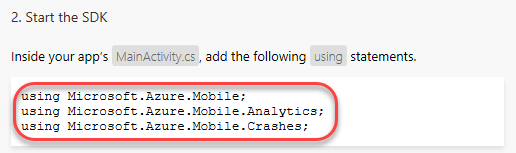 2. Start the SDK
Inside your app's MainActivity.cs, add the following using statements.
using Microsoft.Azure.Mobile;
using Microsoft.Azure.Mobile.Analytics;
using Microsoft.Azure.Mobile.Crashes;